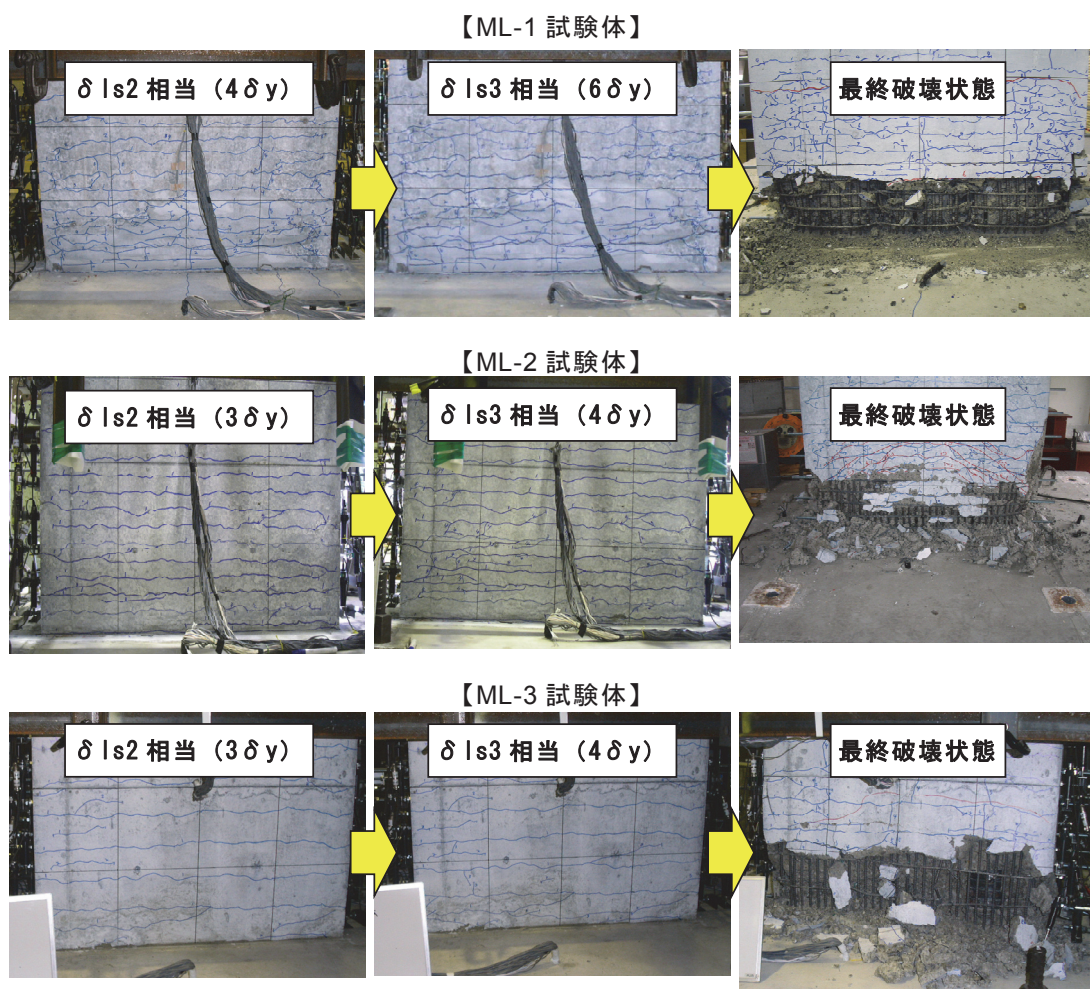 【ML-1 試験体】
δls2 相当（4δy）
δls3 相当（6δy）
最終破壊状態
【ML-2 試験体】
δls2 相当（3δy）
δls3 相当（4δy）
最終破壊状態
【ML-3 試験体】
δls2 相当（3δy）
δls3 相当（4δy）
最終破壊状態